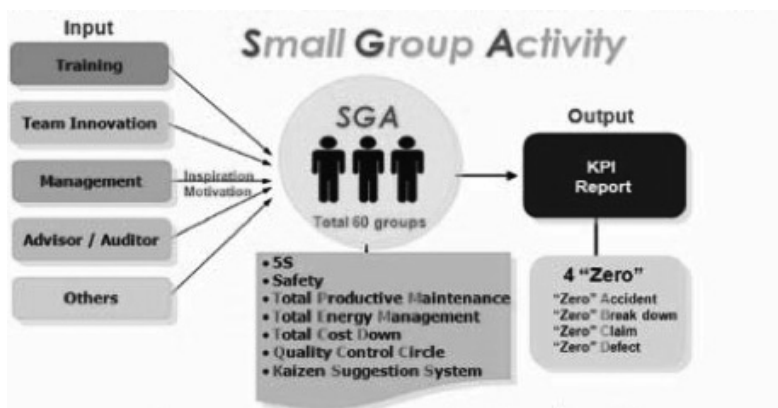 Small Group Activity
Input
Training
Team Innovation
Management
Advisor / Auditor
Others
Inspiration
Motivation
SGA
Total 60 groups
• 5S
• Safety
• Total Productive Maintenance
• Total Energy Management
• Total Cost Down
• Quality Control Circle
• Kaizen Suggestion System
Output
KPI
Report
4 “Zero”
“Zero” Accident
“Zero” Break down
“Zero” Claim
“Zero” Defect